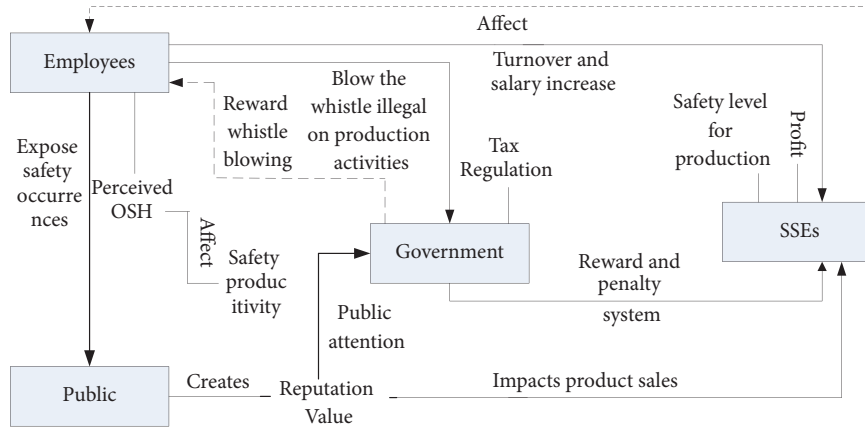 Affect
Employees
Turnover and
salary increase
Blow the
whistle illegal
on production
activities
Reward
whistle
blowing
Safety level
for
production
Profit
Expose
safety
occurre
nces
Tax
Regulation
Perceived
OSH
Affect
Safety
produc
itivity
Government
SSEs
Reward and
penalty
system
Public
attention
Public
Creates
Reputation
Value
Impacts product sales